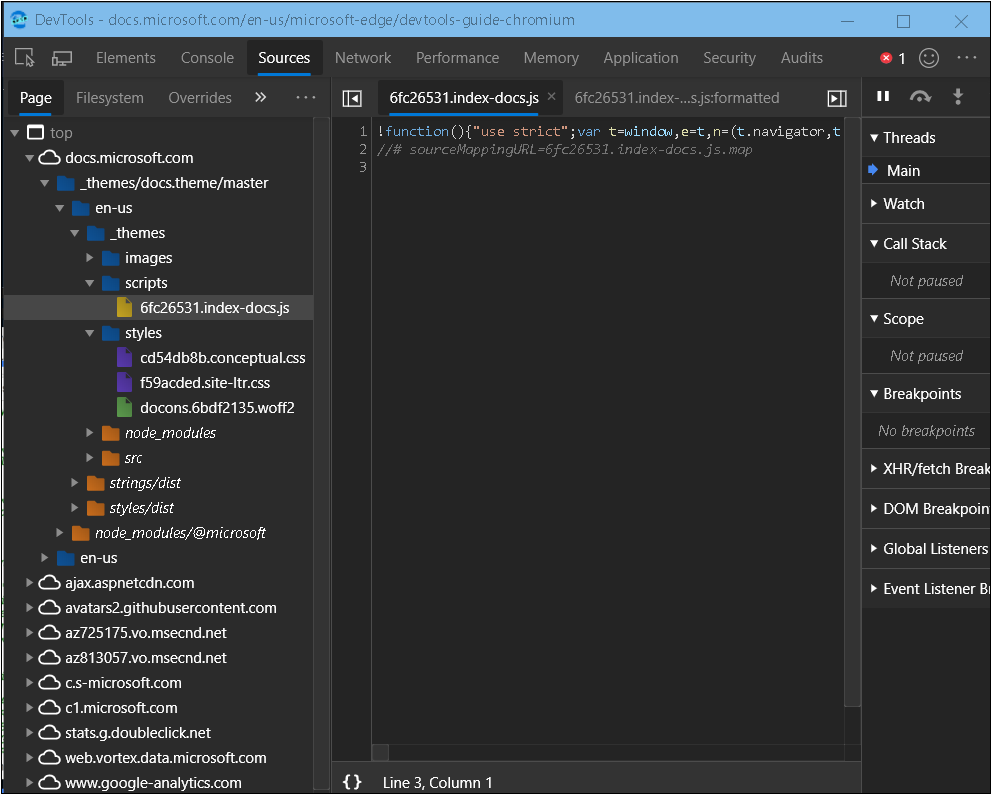 DevTools - docs.microsoft.com/en-us/microsoft-edge/devtools-guide-chromium
Elements Console Sources Network Performance Memory Application Security Audits 1
Page Filesystem Overrides
6fc26531.index-docs.js 6fc26531.index-...s.js:formatted
top
docs.microsoft.com
_themes/docs.theme/master
en-us
_themes
images
scripts
6fc26531.index-docs.js
styles
cd54db8b.conceptual.css
f59acded.site-ltr.css
docons.6bdf2135.woff2
node_modules
src
strings/dist
styles/dist
node_modules/@microsoft
en-us
ajax.aspnetcdn.com
avatars2.githubusercontent.com
az725175.vo.msecnd.net
az813057.vo.msecnd.net
c.s-microsoft.com
c1.microsoft.com
stats.g.doubleclick.net
web.vortex.data.microsoft.com
www.google-analytics.com
1 !function(){"use strict";var t=window,e=t,n=(t.navigator,t
2 //# sourceMappingURL=6fc26531.index-docs.js.map
3
{} Line 3, Column 1
Threads
Main
Watch
Call Stack
Not paused
Scope
Not paused
Breakpoints
No breakpoints
XHR/fetch Break
DOM Breakpoin
Global Listeners
Event Listener Br